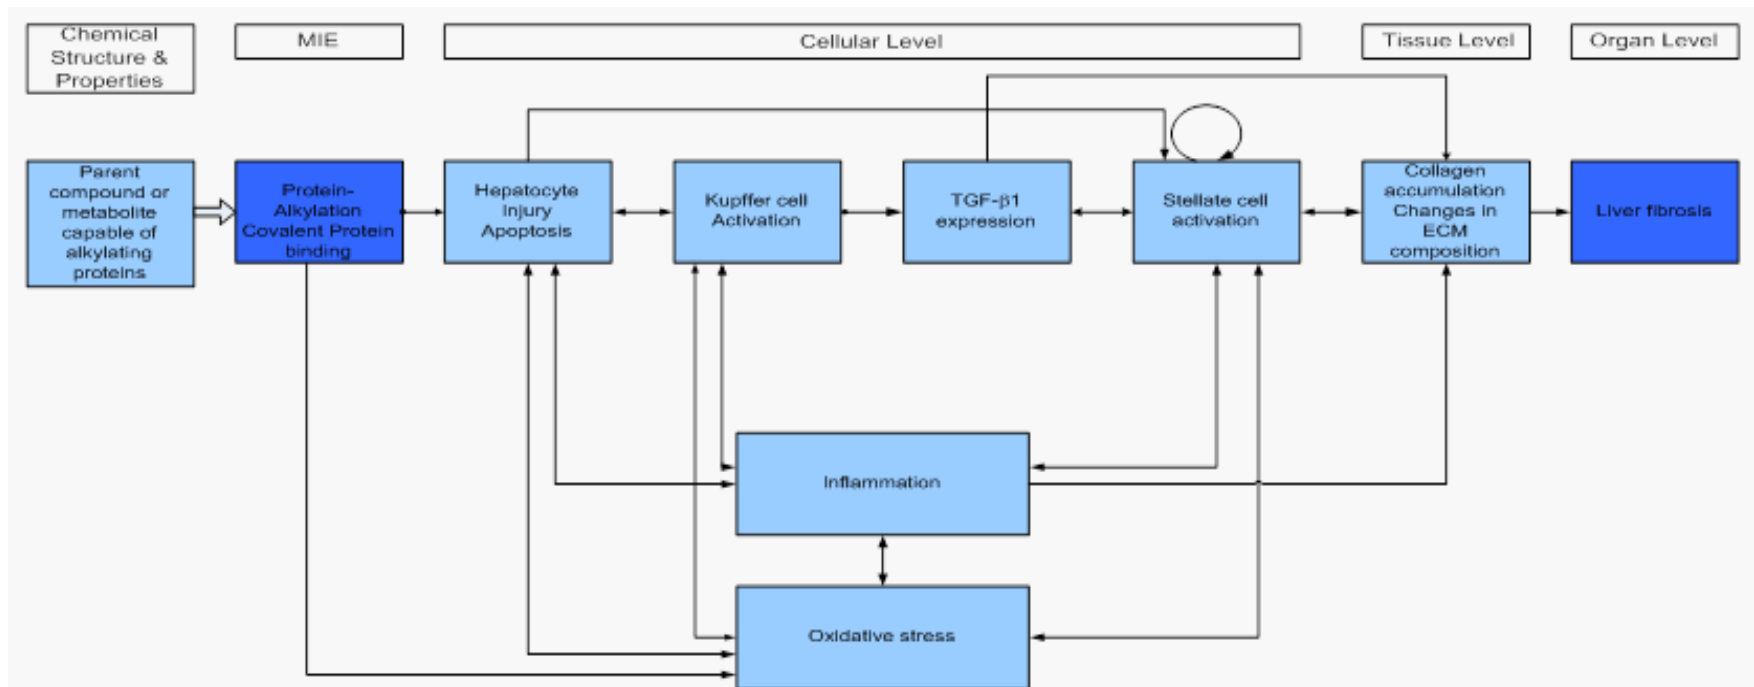 Chemical
Structure &
Properties
MIE
Cellular Level
Tissue Level
Organ Level
Parent
compound or
metabolite
capable of
alkylating
proteins
Protein-
Alkylation
Covalent Protein
binding
Hepatocyte
Injury
Apoptosis
Kupffer cell
Activation
TGF-β1
expression
Stellate cell
activation
Collagen
accumulation
Changes in
ECM
composition
Liver fibrosis
Inflammation
Oxidative stress